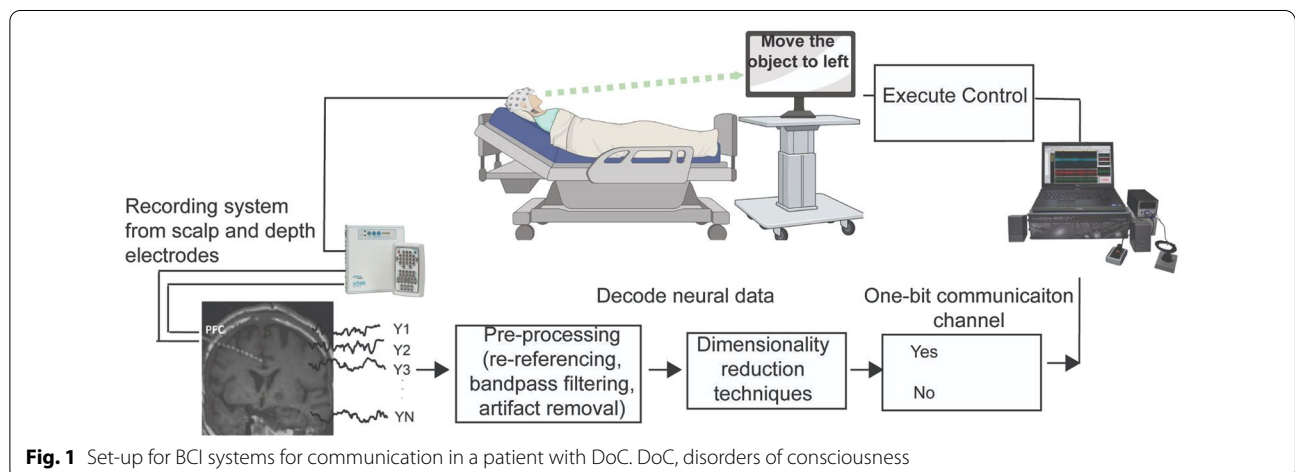 Move the
object to left
Execute Control
Recording system
from scalp and depth
electrodes
PFC
Y1
Y2
Y3
YN
Decode neural data
Pre-processing
(re-referencing,
bandpass filtering,
artifact removal)
Dimensionality
reduction
techniques
One-bit communicaiton
channel
Yes
No
Fig. 1 Set-up for BCI systems for communication in a patient with DoC. DoC, disorders of consciousness